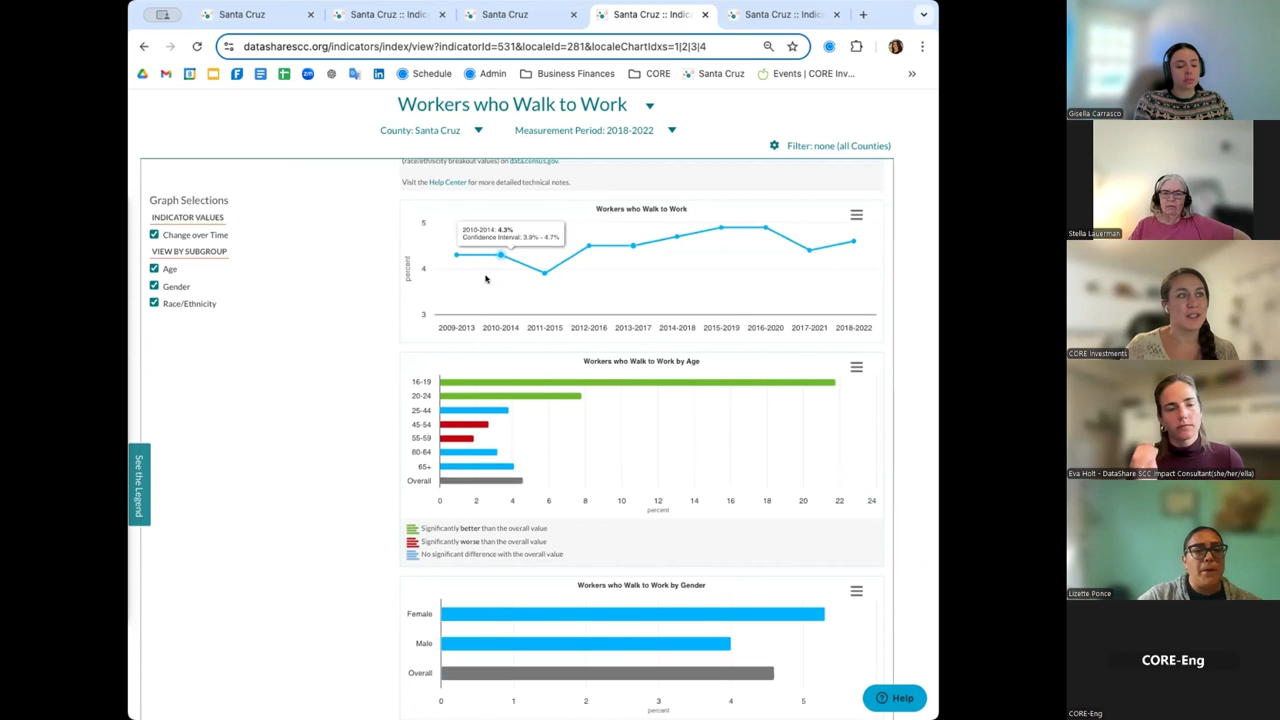 Santa Cruz
Santa Cruz :: Indic
Santa Cruz
Santa Cruz :: Indic
Santa Cruz :: Indic
datasharescc.org/indicators/index/view?indicatorId=531&localeId=281&localeChartIdxs=1|2|3|4
Schedule
Admin
Business Finances
CORE
Santa Cruz
Events | CORE Inv...
Workers who Walk to Work
County: Santa Cruz
Measurement Period: 2018-2022
Filter: none (all Counties)
(race/ethnicity breakout values) on data.census.gov.
Visit the Help Center for more detailed technical notes.
Graph Selections
INDICATOR VALUES
Change over Time
VIEW BY SUBGROUP
Age
Gender
Race/Ethnicity
See the Legend
Workers who Walk to Work
5
4
3
percent
2010-2014: 4.3%
Confidence Interval: 3.9% - 4.7%
2009-2013 2010-2014 2011-2015 2012-2016 2013-2017 2014-2018 2015-2019 2016-2020 2017-2021 2018-2022
Workers who Walk to Work by Age
16-19
20-24
25-44
45-54
55-59
60-64
65+
Overall
0 2 4 6 8 10 12 14 16 18 20 22 24
percent
Significantly better than the overall value
Significantly worse than the overall value
No significant difference with the overall value
Workers who Walk to Work by Gender
Female
Male
Overall
0 1 2 3 4 5
percent
Help
Gisella Carrasco
Stella Lauerman
CORE Investments
Eva Holt - DataShare SCC Impact Consultant(she/her/ella)
Lizette Ponce
CORE-Eng
CORE-Eng